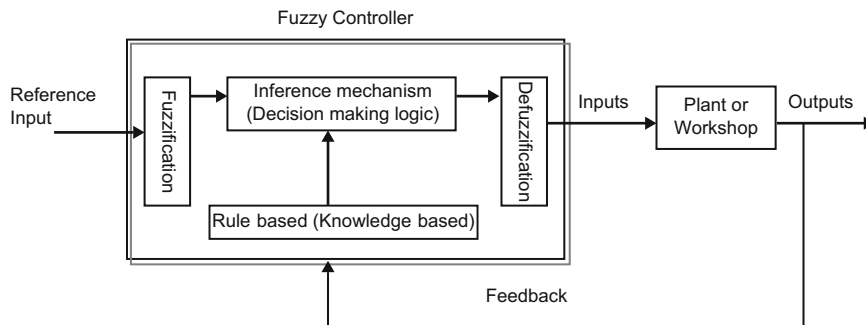 Fuzzy Controller
Reference
Input
Fuzzification
Inference mechanism
(Decision making logic)
Rule based (Knowledge based)
Defuzzification
Inputs
Plant or
Workshop
Outputs
Feedback